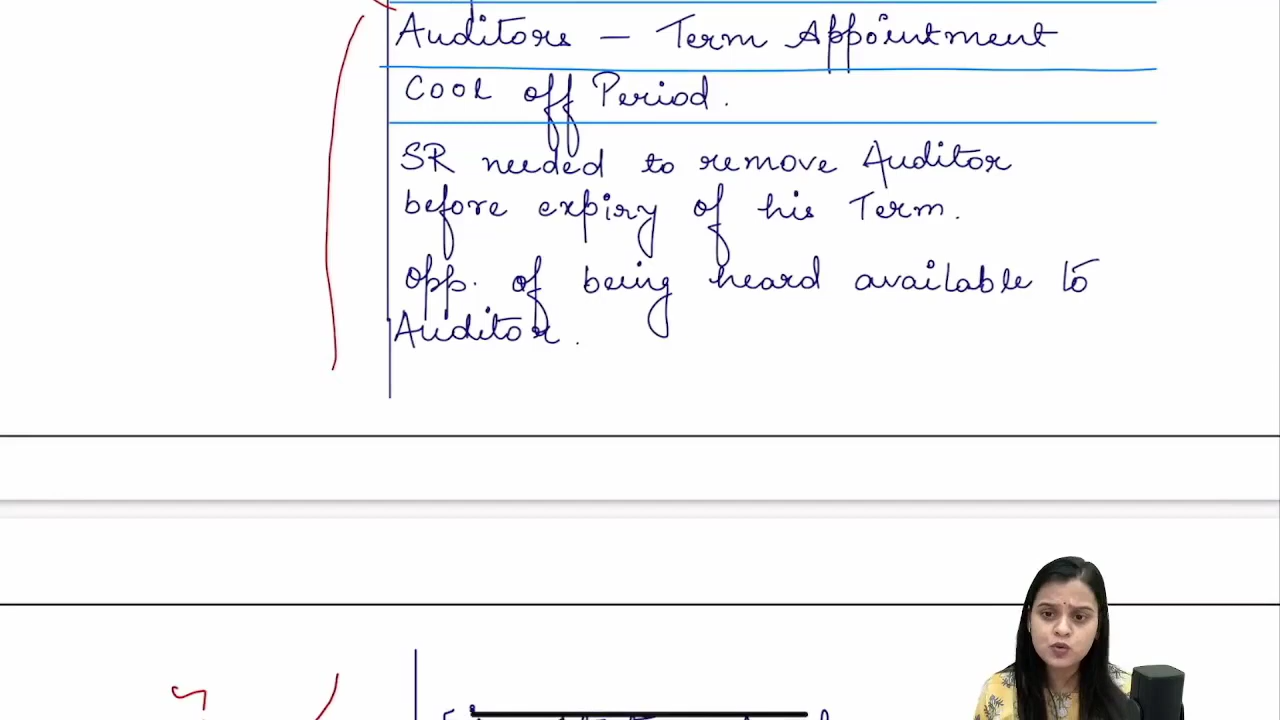 Auditors – Term Appointment
Cool off Period.
SR needed to remove Auditor
before expiry of his Term.
opp. of being heard available to
Auditor.